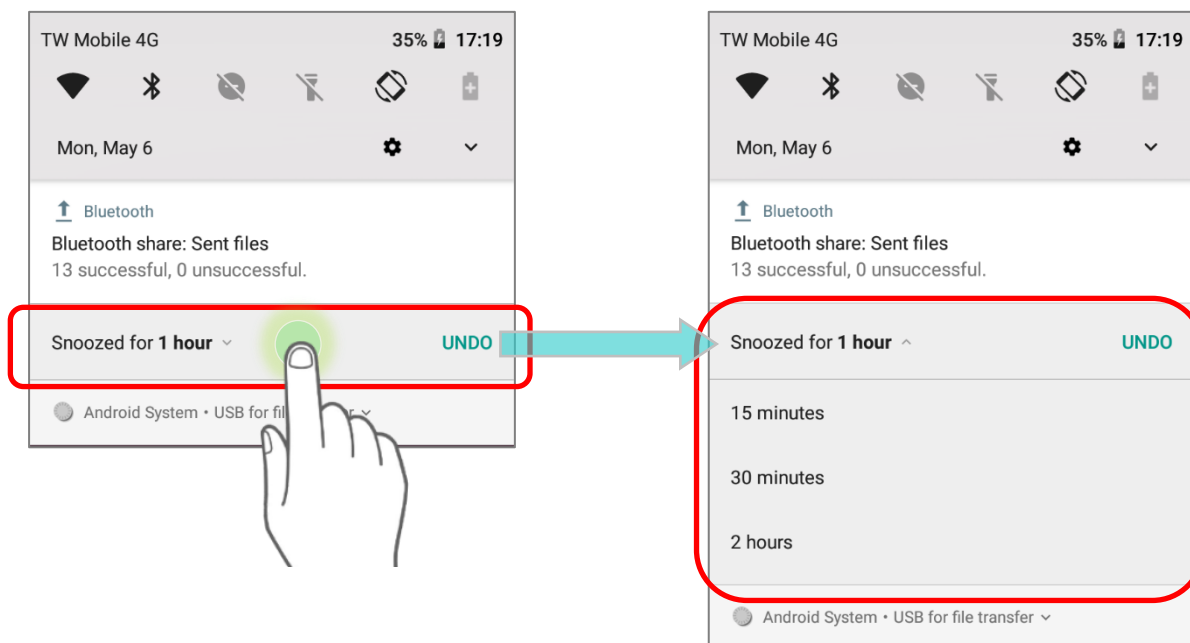 TW Mobile 4G 35% 17:19
Mon, May 6
Bluetooth
Bluetooth share: Sent files
13 successful, 0 unsuccessful.
Snoozed for 1 hour UNDO
Android System • USB for
TW Mobile 4G 35% 17:19
Mon, May 6
Bluetooth
Bluetooth share: Sent files
13 successful, 0 unsuccessful.
Snoozed for 1 hour UNDO
15 minutes
30 minutes
2 hours
Android System • USB for file transfer